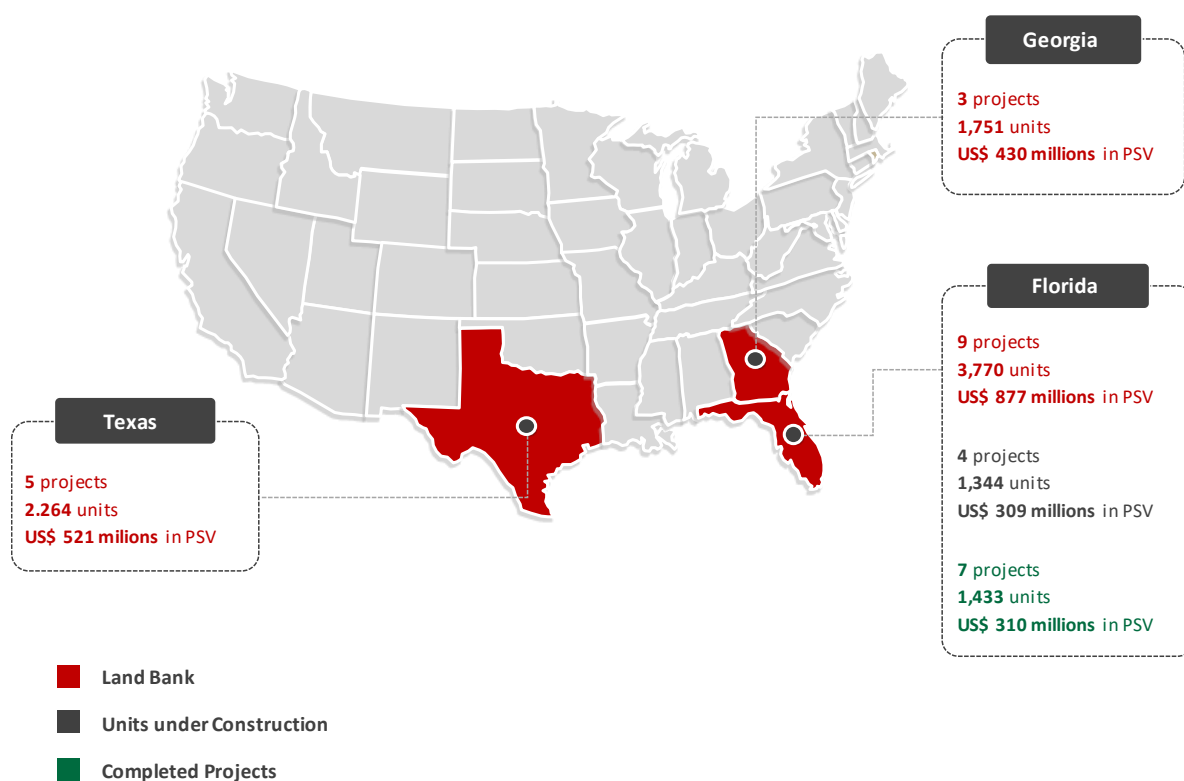 Georgia
3 projects
1,751 units
US$ 430 millions in PSV
Florida
9 projects
3,770 units
US$ 877 millions in PSV
4 projects
1,344 units
US$ 309 millions in PSV
7 projects
1,433 units
US$ 310 millions in PSV
Texas
5 projects
2.264 units
US$ 521 milions in PSV
Land Bank
Units under Construction
Completed Projects